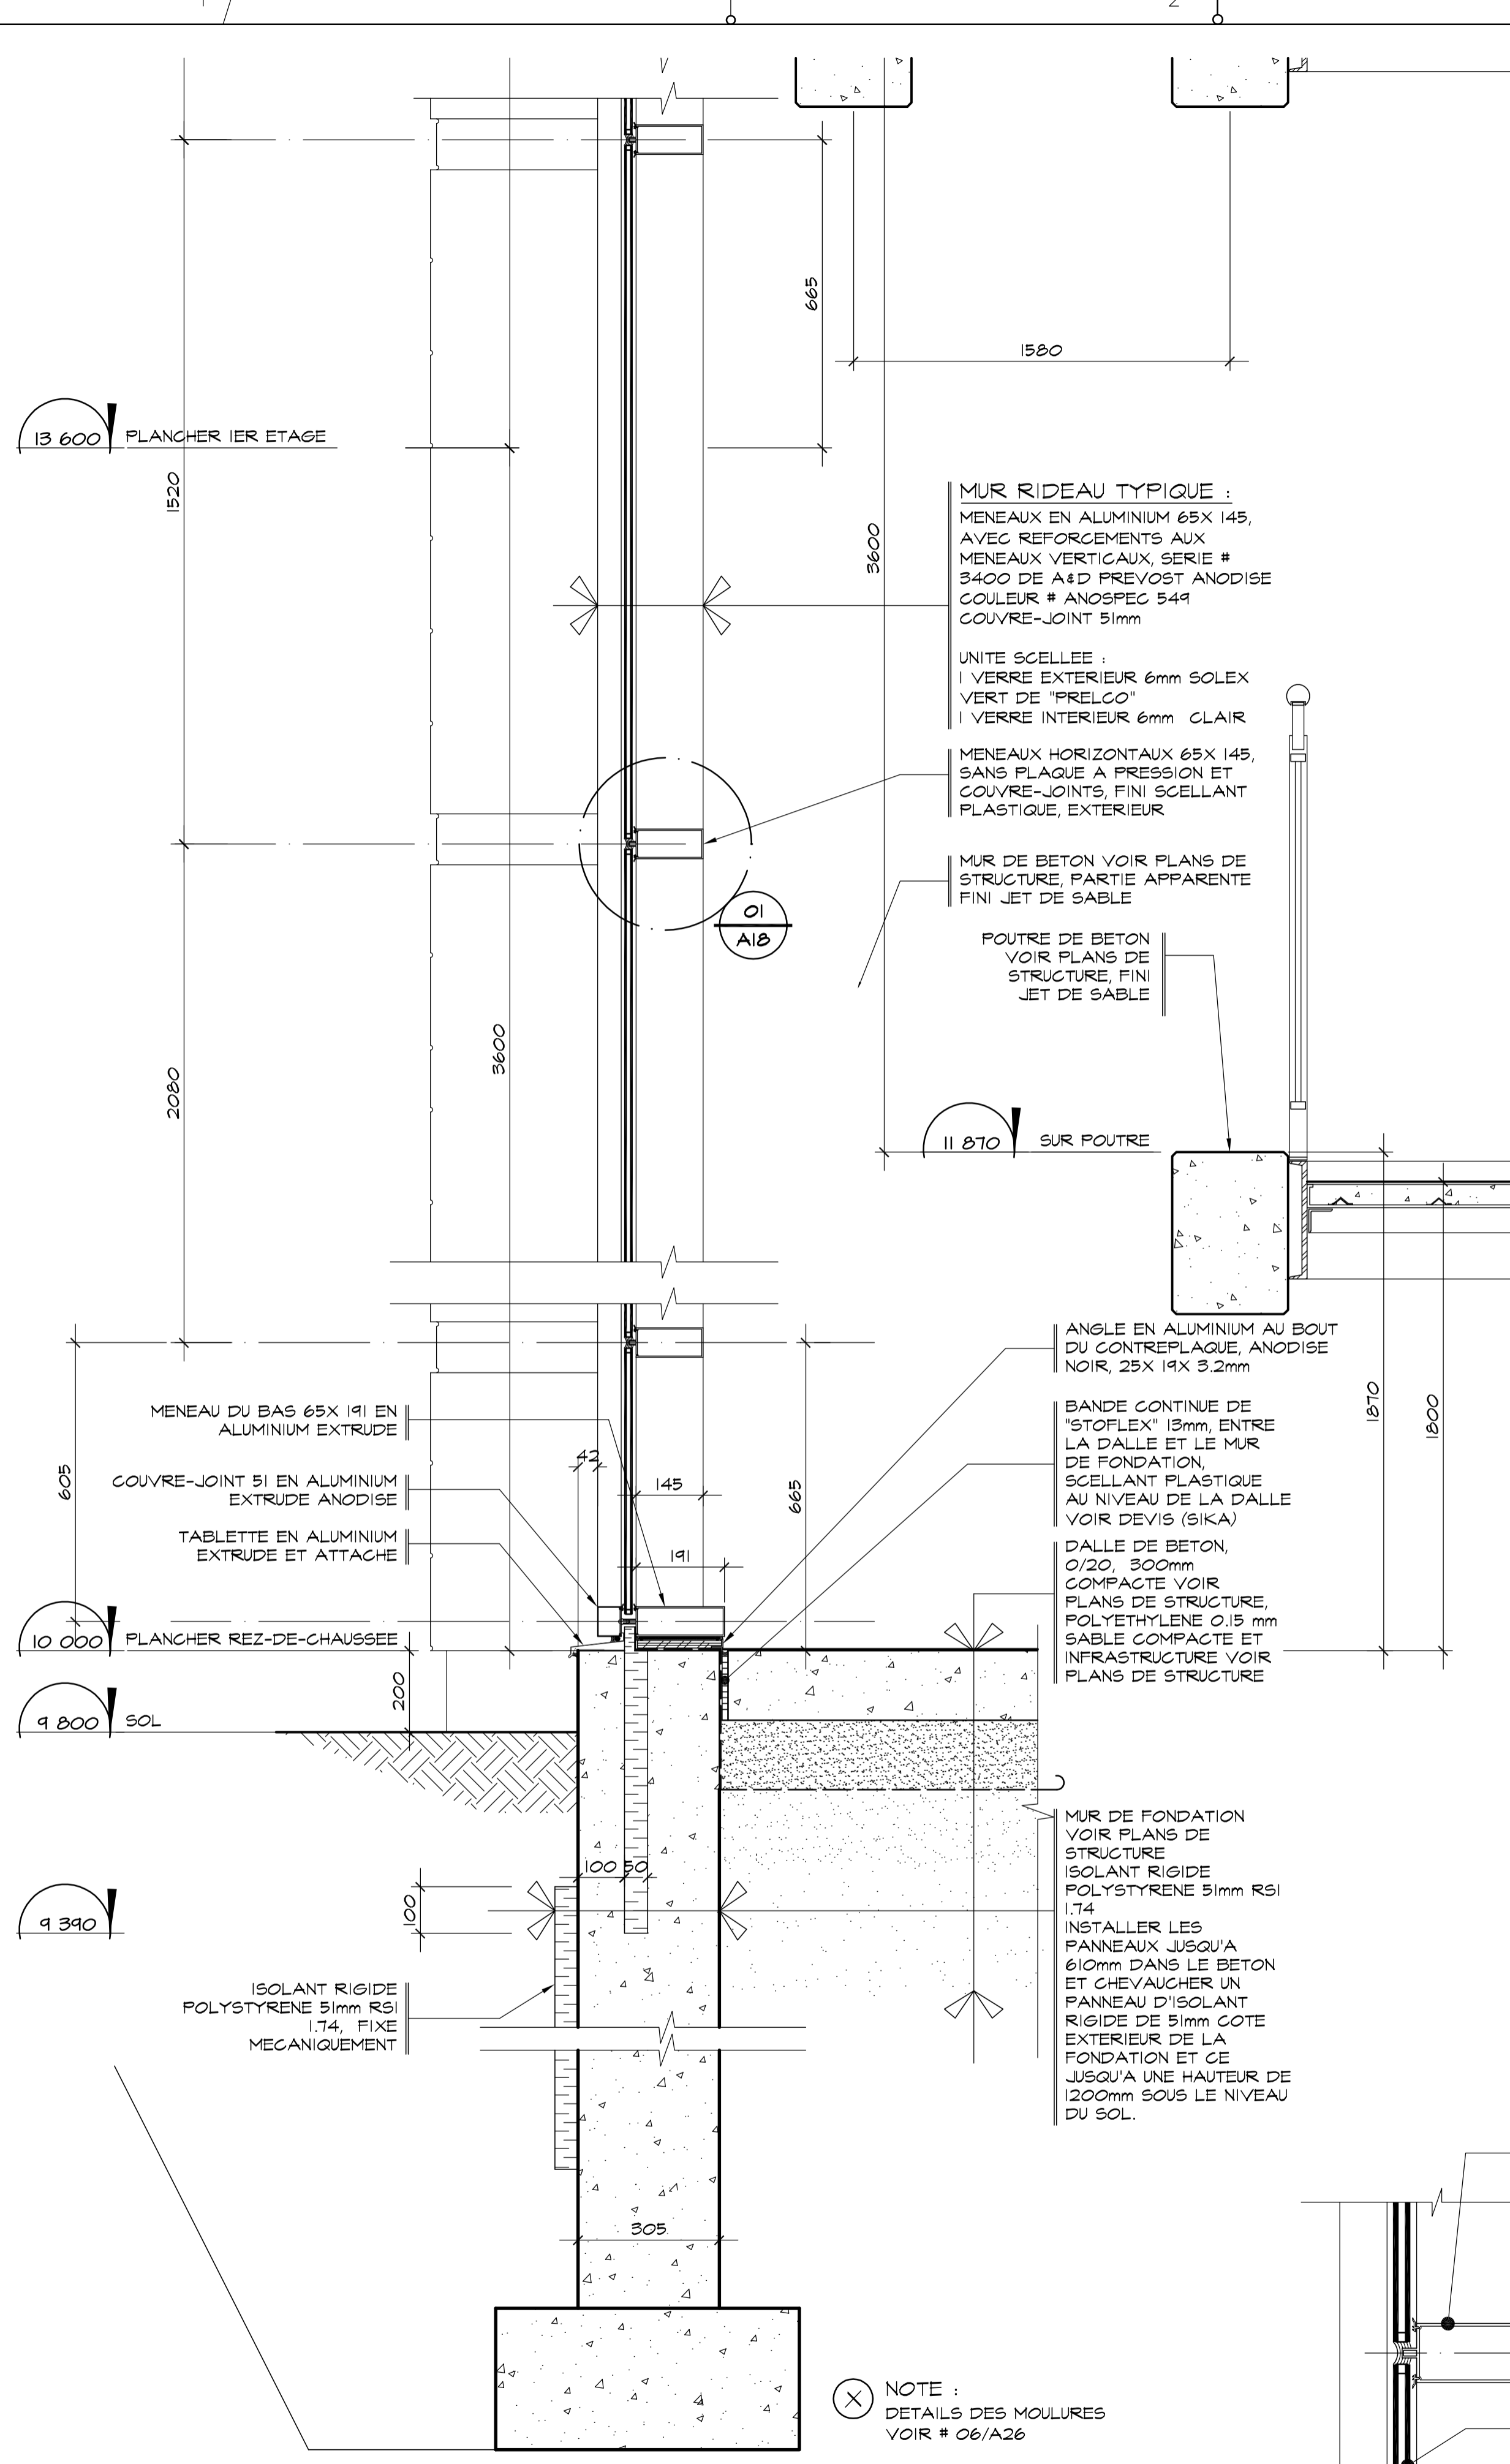 2
665
1580
13 600 PLANCHER 1ER ETAGE
1520
3600
MUR RIDEAU TYPIQUE :
MENEAUX EN ALUMINIUM 65X 145,
AVEC REFORCEMENTS AUX
MENEAUX VERTICAUX, SERIE #
3400 DE A&D PREVOST ANODISE
COULEUR # ANOSPEC 549
COUVRE-JOINT 51mm
UNITE SCELLEE :
1 VERRE EXTERIEUR 6mm SOLEX
VERT DE "PRELCO"
1 VERRE INTERIEUR 6mm CLAIR
MENEAUX HORIZONTAUX 65X 145,
SANS PLAQUE A PRESSION ET
COUVRE-JOINTS, FINI SCELLANT
PLASTIQUE, EXTERIEUR
MUR DE BETON VOIR PLANS DE
STRUCTURE, PARTIE APPARENTE
FINI JET DE SABLE
01
A18
POUTRE DE BETON
VOIR PLANS DE
STRUCTURE, FINI
JET DE SABLE
3600
2080
11 870 SUR POUTRE
ANGLE EN ALUMINIUM AU BOUT
DU CONTREPLAQUE, ANODISE
NOIR, 25X 19X 3.2mm
1870
1800
MENEAU DU BAS 65X 191 EN
ALUMINIUM EXTRUDE
BANDE CONTINUE DE
"STOFLEX" 13mm, ENTRE
LA DALLE ET LE MUR
DE FONDATION,
SCELLANT PLASTIQUE
AU NIVEAU DE LA DALLE
VOIR DEVIS (SIKA)
42
605
COUVRE-JOINT 51 EN ALUMINIUM
EXTRUDE ANODISE
145
665
TABLETTE EN ALUMINIUM
EXTRUDE ET ATTACHE
191
DALLE DE BETON,
0/20, 300mm
COMPACTE VOIR
PLANS DE STRUCTURE,
POLYETHYLENE 0.15 mm
SABLE COMPACTE ET
INFRASTRUCTURE VOIR
PLANS DE STRUCTURE
10 000 PLANCHER REZ-DE-CHAUSSEE
200
9 800 SOL
MUR DE FONDATION
VOIR PLANS DE
STRUCTURE
ISOLANT RIGIDE
POLYSTYRENE 51mm RSI
1.74
INSTALLER LES
PANNEAUX JUSQU'A
610mm DANS LE BETON
ET CHEVAUCHER UN
PANNEAU D'ISOLANT
RIGIDE DE 51mm COTE
EXTERIEUR DE LA
FONDATION ET CE
JUSQU'A UNE HAUTEUR DE
1200mm SOUS LE NIVEAU
DU SOL.
100 50
100
9 390
ISOLANT RIGIDE
POLYSTYRENE 51mm RSI
1.74, FIXE
MECANIQUEMENT
305
X
NOTE :
DETAILS DES MOULURES
VOIR # 06/A26